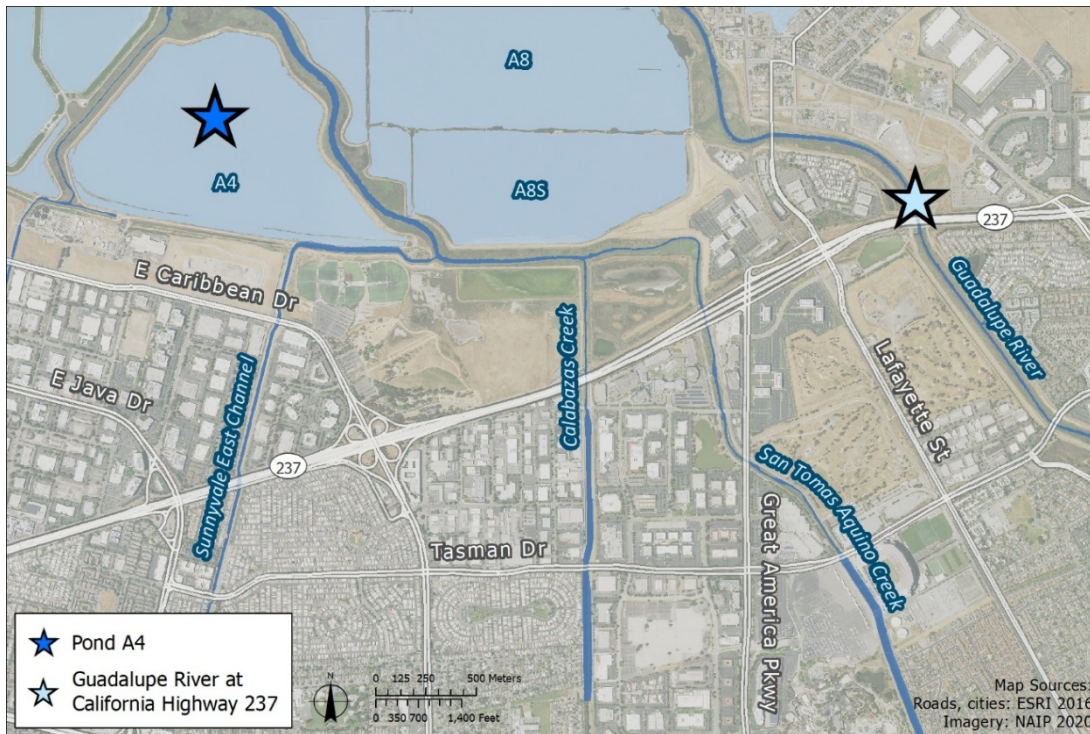 A8
A4
A8S
237
E Caribbean Dr
Guadalupe River
E Java Dr
Sunnyvale East Channel
Calabazas Creek
Lafayette St
237
San Tomas Aquino Creek
Great America Pkwy
Tasman Dr
Pond A4
Guadalupe River at
California Highway 237
N
0 125 250 500 Meters
0 350 700 1,400 Feet
Map Sources:
Roads, cities: ESRI 2016
Imagery: NAIP 2020